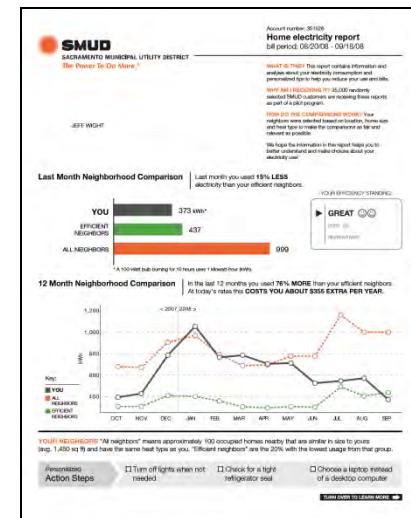 SMUD
SACRAMENTO MUNICIPAL UTILITY DISTRICT
The Power To Do More.®
Home electricity report
bill period: 08/20/08 - 09/18/08
WHAT IS THIS? This report contains information and
analysis about your electricity consumption and
personalized tips to help you reduce your use and bills.
WHY AM I RECEIVING IT? 35,000 randomly
selected SMUD customers are receiving these reports
as part of a pilot program.
HOW DO THE COMPARISONS WORK? Your
neighbors were selected based on location, home size
and heat type to make the comparisons as fair and
relevant as possible.
We hope the information in the report helps you to
better understand and make choices about your
electricity use!
JEFF WIGHT
Last Month Neighborhood Comparison
Last month you used 15% LESS
electricity than your efficient neighbors.
YOUR EFFICIENCY STANDING:
YOU 373 kWh*
GREAT
EFFICIENT
NEIGHBORS 437
ALL NEIGHBORS 999
* A 100-Watt bulb burning for 10 hours uses 1 kilowatt-hour (kWh).
12 Month Neighborhood Comparison
In the last 12 months you used 76% MORE than your efficient neighbors.
At today's rates this COSTS YOU ABOUT $355 EXTRA PER YEAR.
1,200
1,000
800
600
kWh
Key:
YOU
ALL
NEIGHBORS
EFFICIENT
NEIGHBORS
OCT NOV DEC JAN FEB MAR APR MAY JUN JUL AUG SEP
YOUR NEIGHBORS "All neighbors" means approximately 100 occupied homes nearby that are similar in size to yours
(avg. 1,450 sq ft) and have the same heat type as you. "Efficient neighbors" are the 20% with the lowest usage from that group.
Personalized
Action Steps
Turn off lights when not
needed
Check for a tight
refrigerator seal
Choose a laptop instead
of a desktop computer
TURN OVER TO LEARN MORE